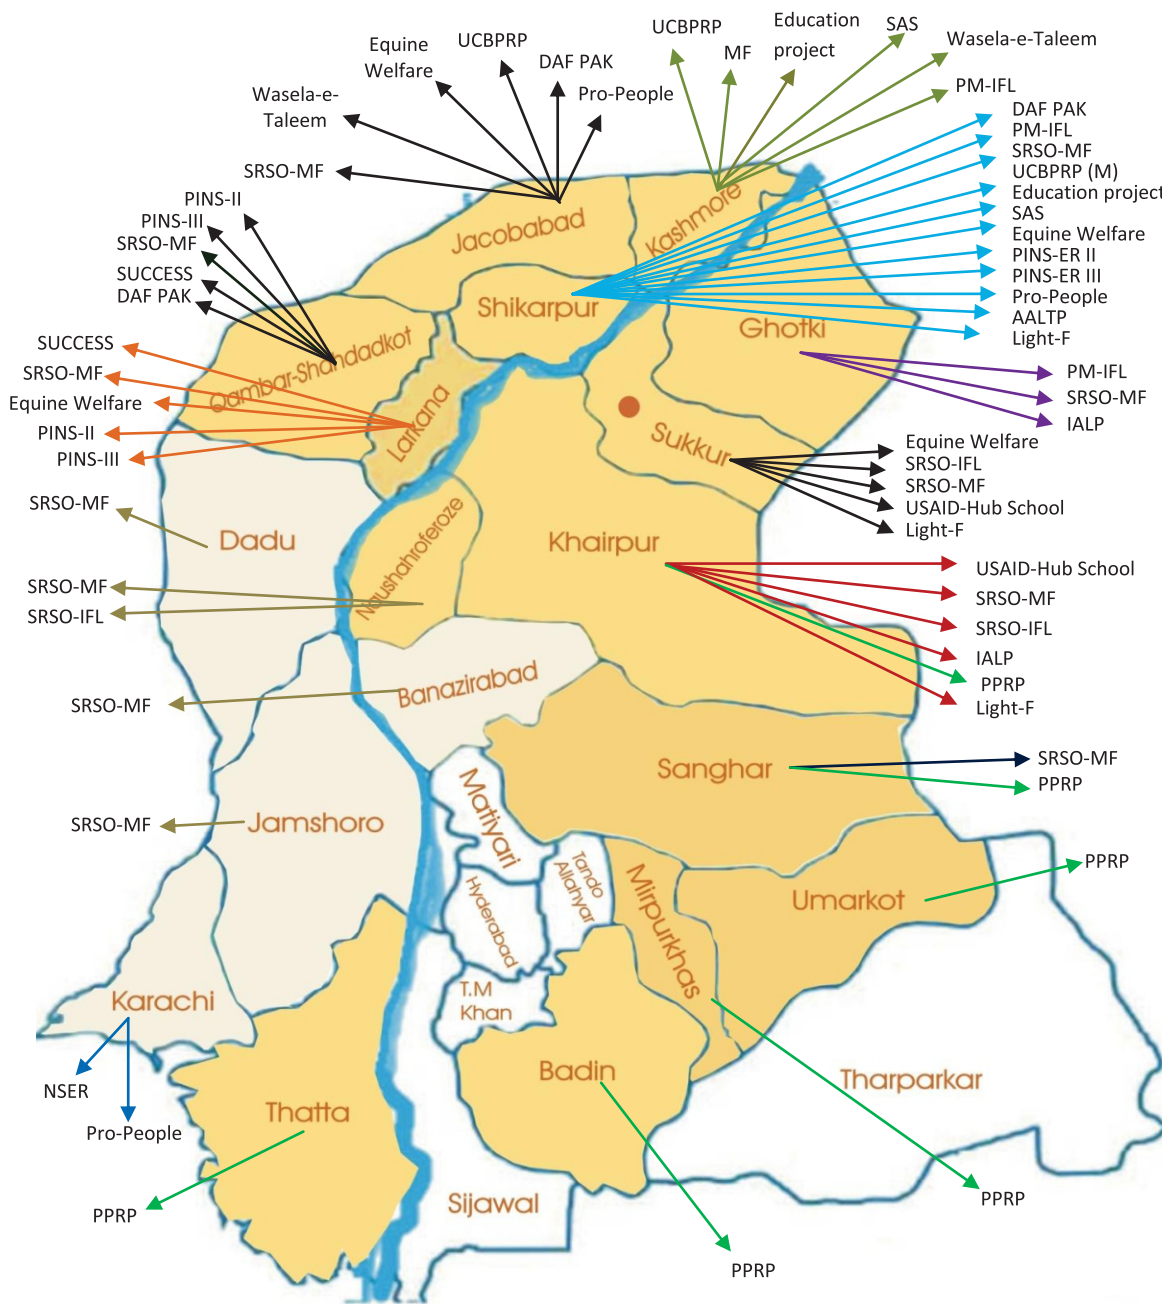 UCBPRP
MF
Education
project
SAS
Wasela-e-Taleem
PM-IFL
Equine
Welfare
UCBPRP
DAF PAK
Pro-People
Wasela-e-
Taleem
SRSO-MF
DAF PAK
PM-IFL
SRSO-MF
UCBPRP (M)
Education project
SAS
Equine Welfare
PINS-ER II
PINS-ER III
Pro-People
AALTP
Light-F
PINS-II
PINS-III
SRSO-MF
SUCCESS
DAF PAK
Jacobabad
Kashmore
Shikarpur
Ghotki
Qambar-Shahdadkot
Larkana
SUCCESS
SRSO-MF
Equine Welfare
PINS-II
PINS-III
PM-IFL
SRSO-MF
IALP
Sukkur
Equine Welfare
SRSO-IFL
SRSO-MF
USAID-Hub School
Light-F
SRSO-MF
Dadu
Naushahroferoze
Khairpur
USAID-Hub School
SRSO-MF
SRSO-IFL
IALP
PPRP
Light-F
SRSO-MF
SRSO-IFL
SRSO-MF
Banazirabad
Sanghar
SRSO-MF
PPRP
SRSO-MF
Jamshoro
Matiyari
Hyderabad
Tando
Allahyar
Mirpurkhas
Umarkot
PPRP
Karachi
T.M
Khan
NSER
Pro-People
Thatta
Badin
Tharparkar
PPRP
Sijawal
PPRP
PPRP